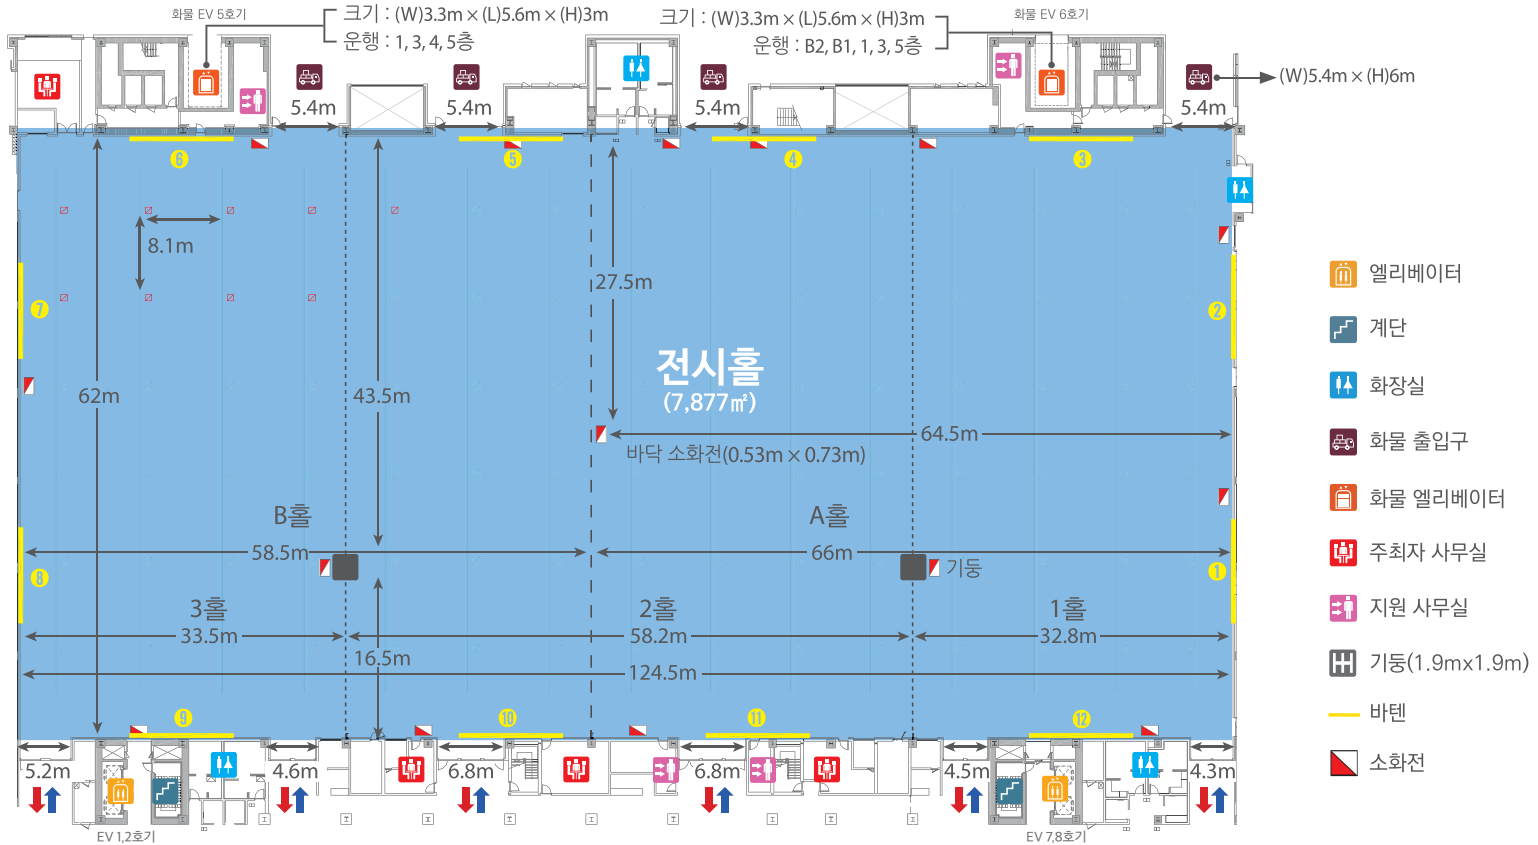 화물 EV 5호기
크기 : (W)3.3m × (L)5.6m × (H)3m
운행 : 1, 3, 4, 5층
크기 : (W)3.3m × (L)5.6m × (H)3m
운행 : B2, B1, 1, 3, 5층
화물 EV 6호기
(W)5.4m × (H)6m
5.4m
5.4m
5.4m
5.4m
6
5
4
3
8.1m
27.5m
7
2
전시홀
(7,877㎡)
62m
43.5m
64.5m
바닥 소화전(0.53m × 0.73m)
B홀
A홀
58.5m
66m
기둥
8
1
3홀
2홀
1홀
33.5m
58.2m
32.8m
16.5m
124.5m
9
10
11
12
5.2m
4.6m
6.8m
6.8m
4.5m
4.3m
EV 1,2호기
EV 7,8호기
엘리베이터
계단
화장실
화물 출입구
화물 엘리베이터
주최자 사무실
지원 사무실
기둥(1.9mx1.9m)
바텐
소화전